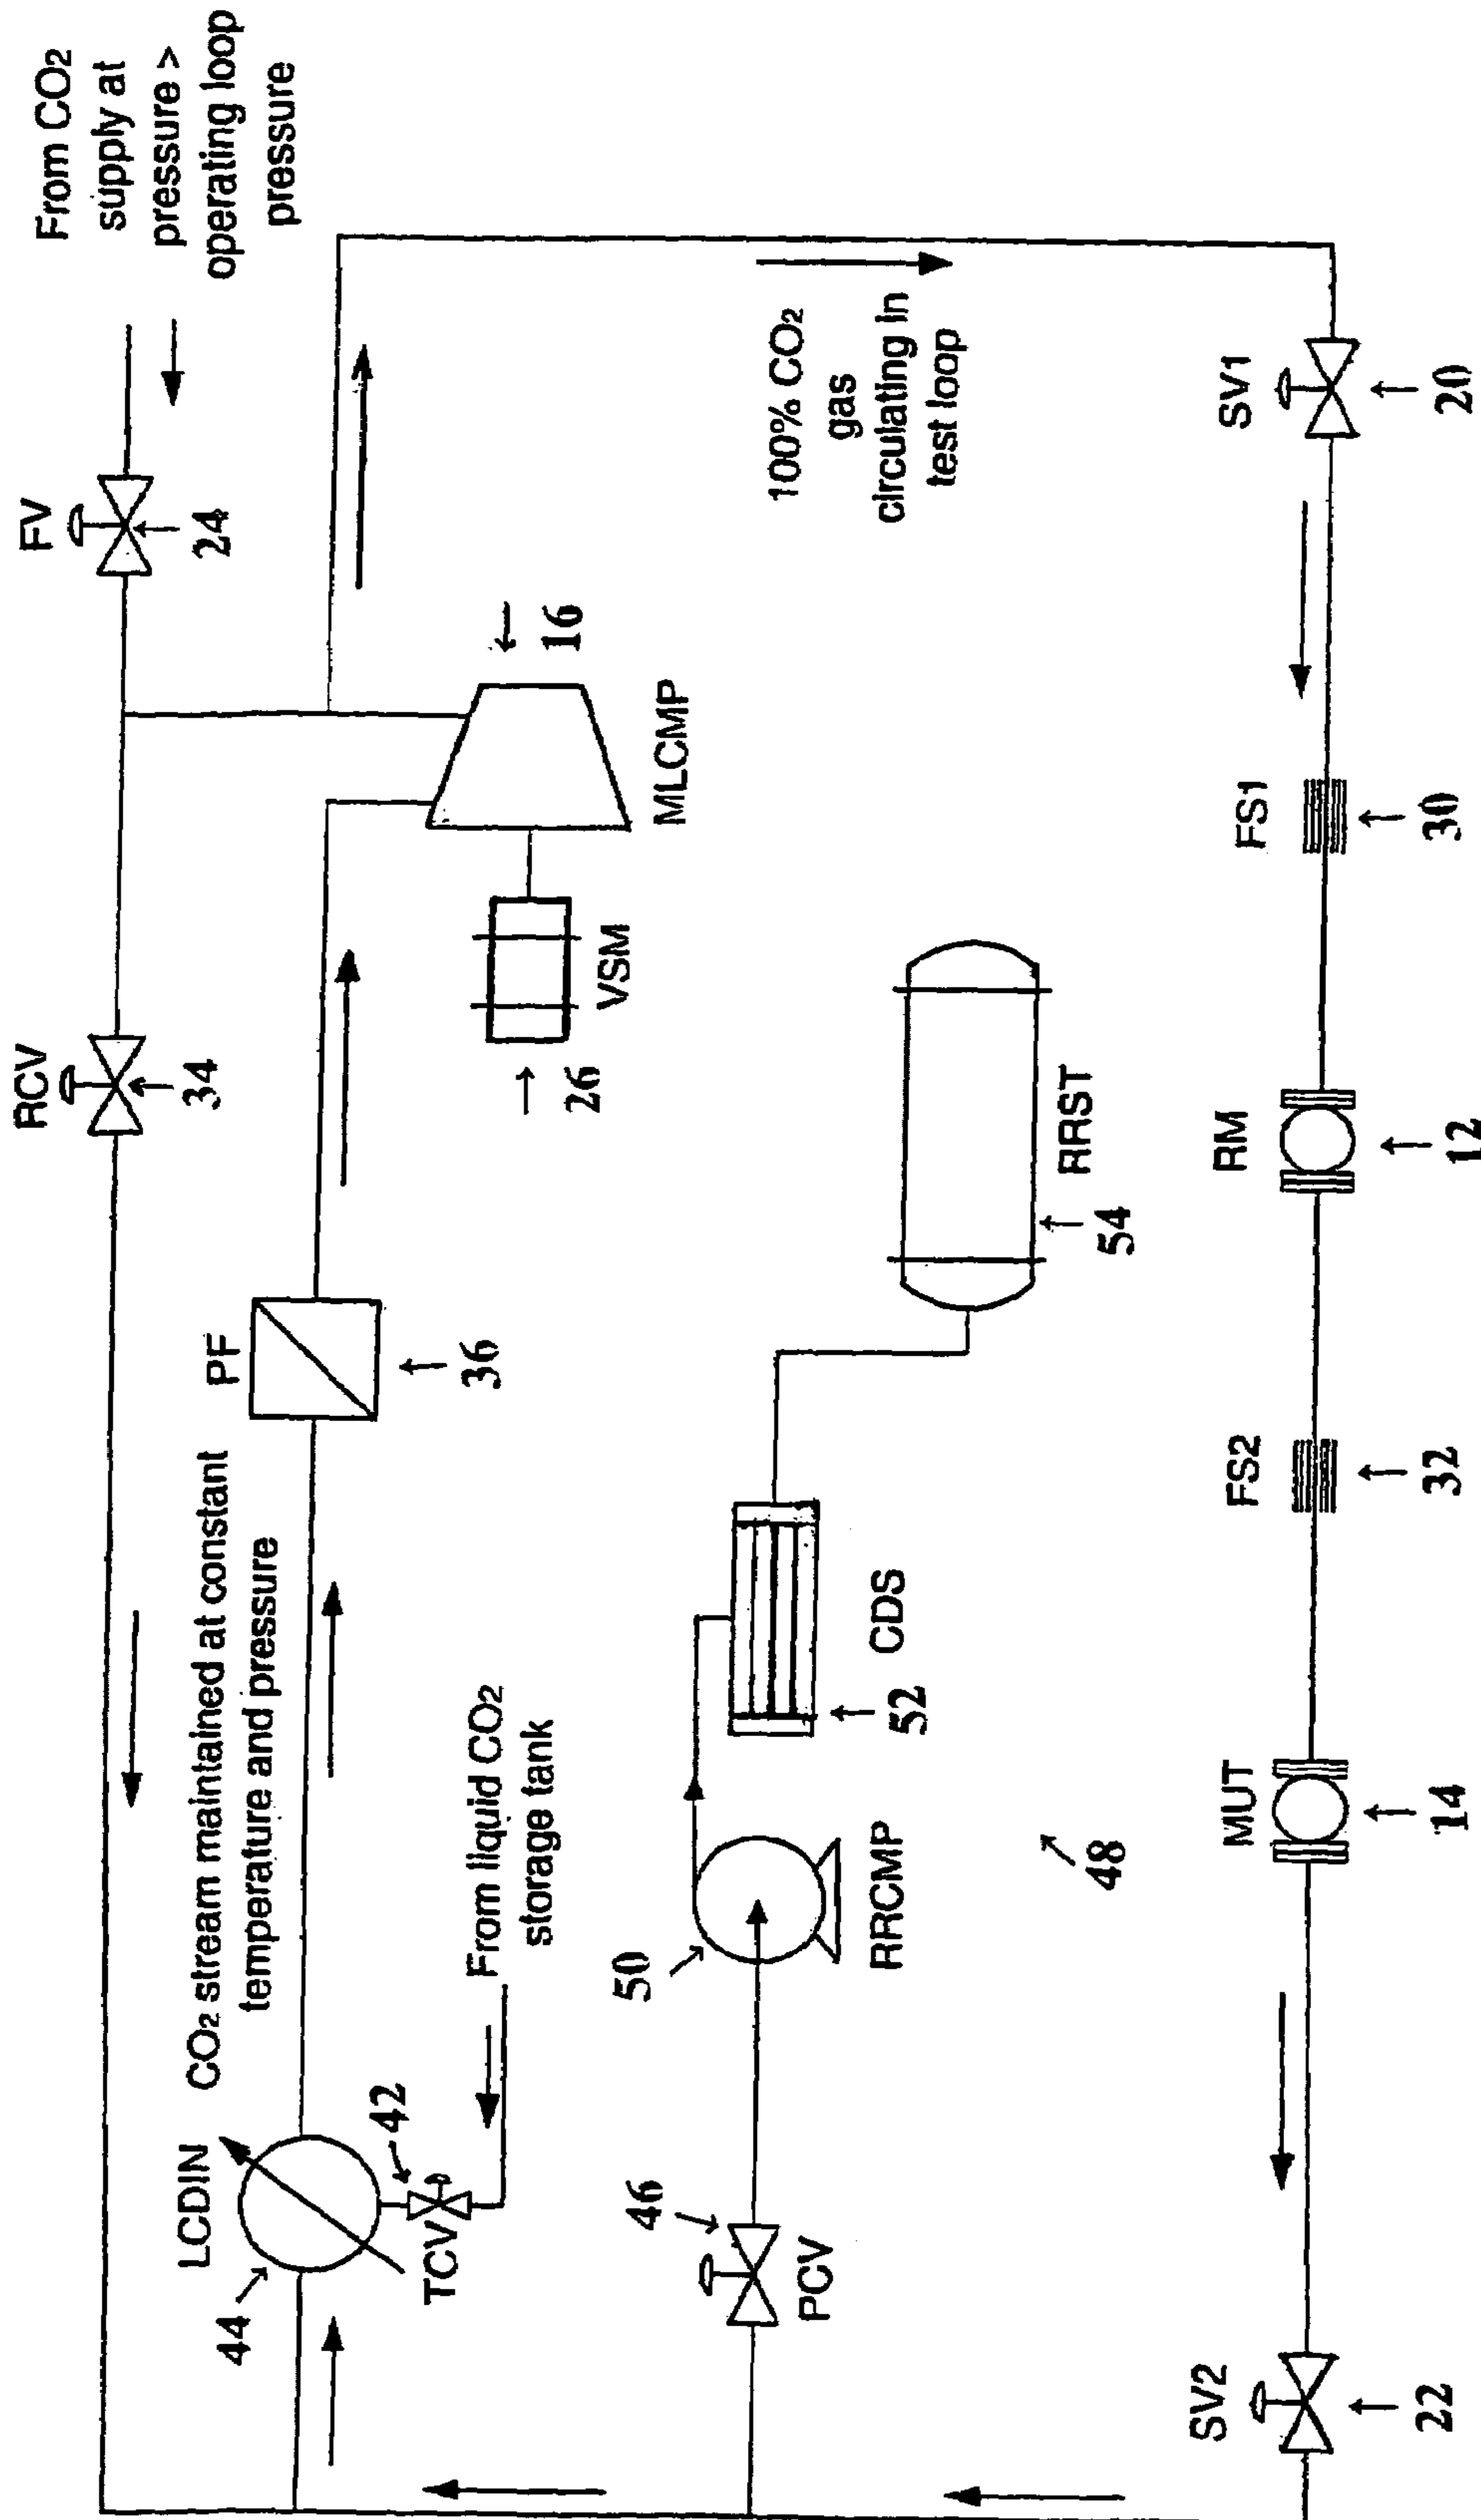 From CO2
supply at
pressure >
operating loop
pressure
FV
24
RCV
34
16
MLCMP
VSM
26
PF
36
CO2 stream maintained at constant
temperature and pressure
LCDIN
44
42
TCV
From liquid CO2
storage tank
100% CO2
gas
circulating in
test loop
RRST
54
CDS
52
RRCMP
50
48
46
PCV
SV1
20
FS1
30
RM
12
FS2
32
MUT
14
SV2
22